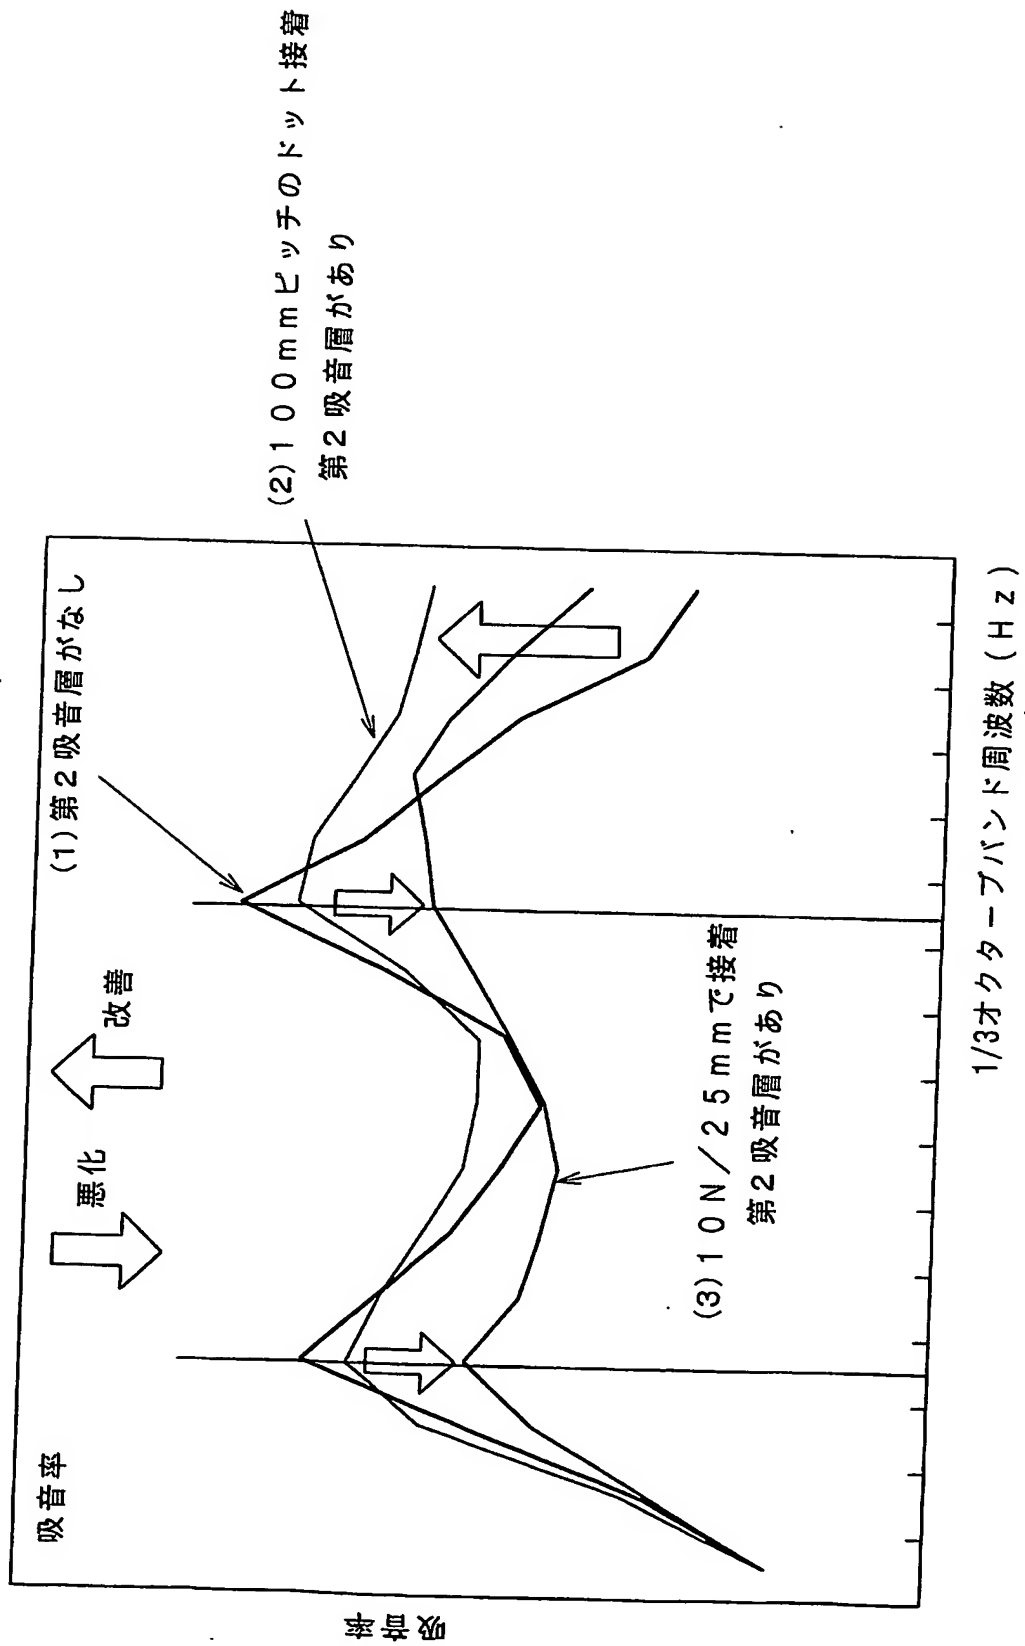 吸音率
悪化
改善
(1)第2吸音層がなし
(2)100mmピッチのドット接着
第2吸音層があり
(3)10N/25mmで接着
第2吸音層があり
吸音率
1/3オクターブバンド周波数(Hz)